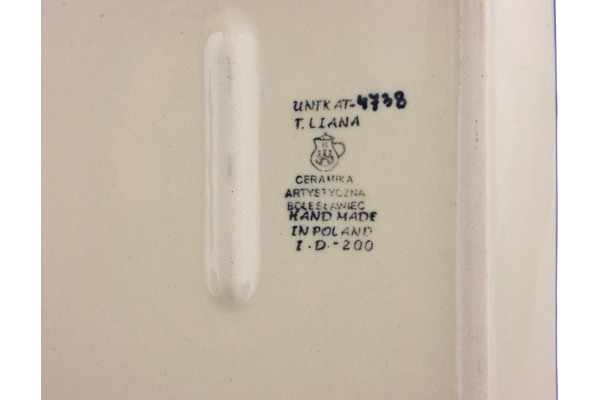 UNIKAT-4738
T. LIANA
CERAMIKA
ARTYSTYCZNA
BOLESŁAWIEC
HAND MADE
IN POLAND
I.D.-200